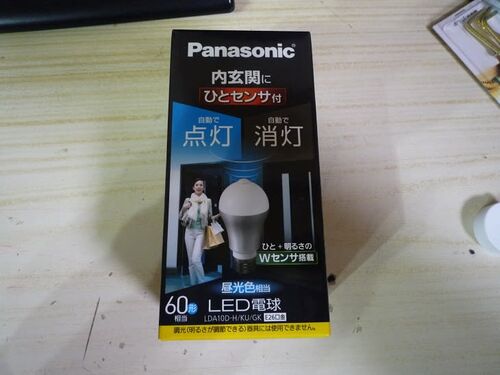 Panasonic
内玄関に
ひとセンサ付
自動で 自動で
点灯 消灯
ひと+明るさの
Wセンサ搭載
昼光色相当
60形
相当
LED電球
LDA10D-H/KU/GK E26口金
調光(明るさが調節できる)器具には使用できません。